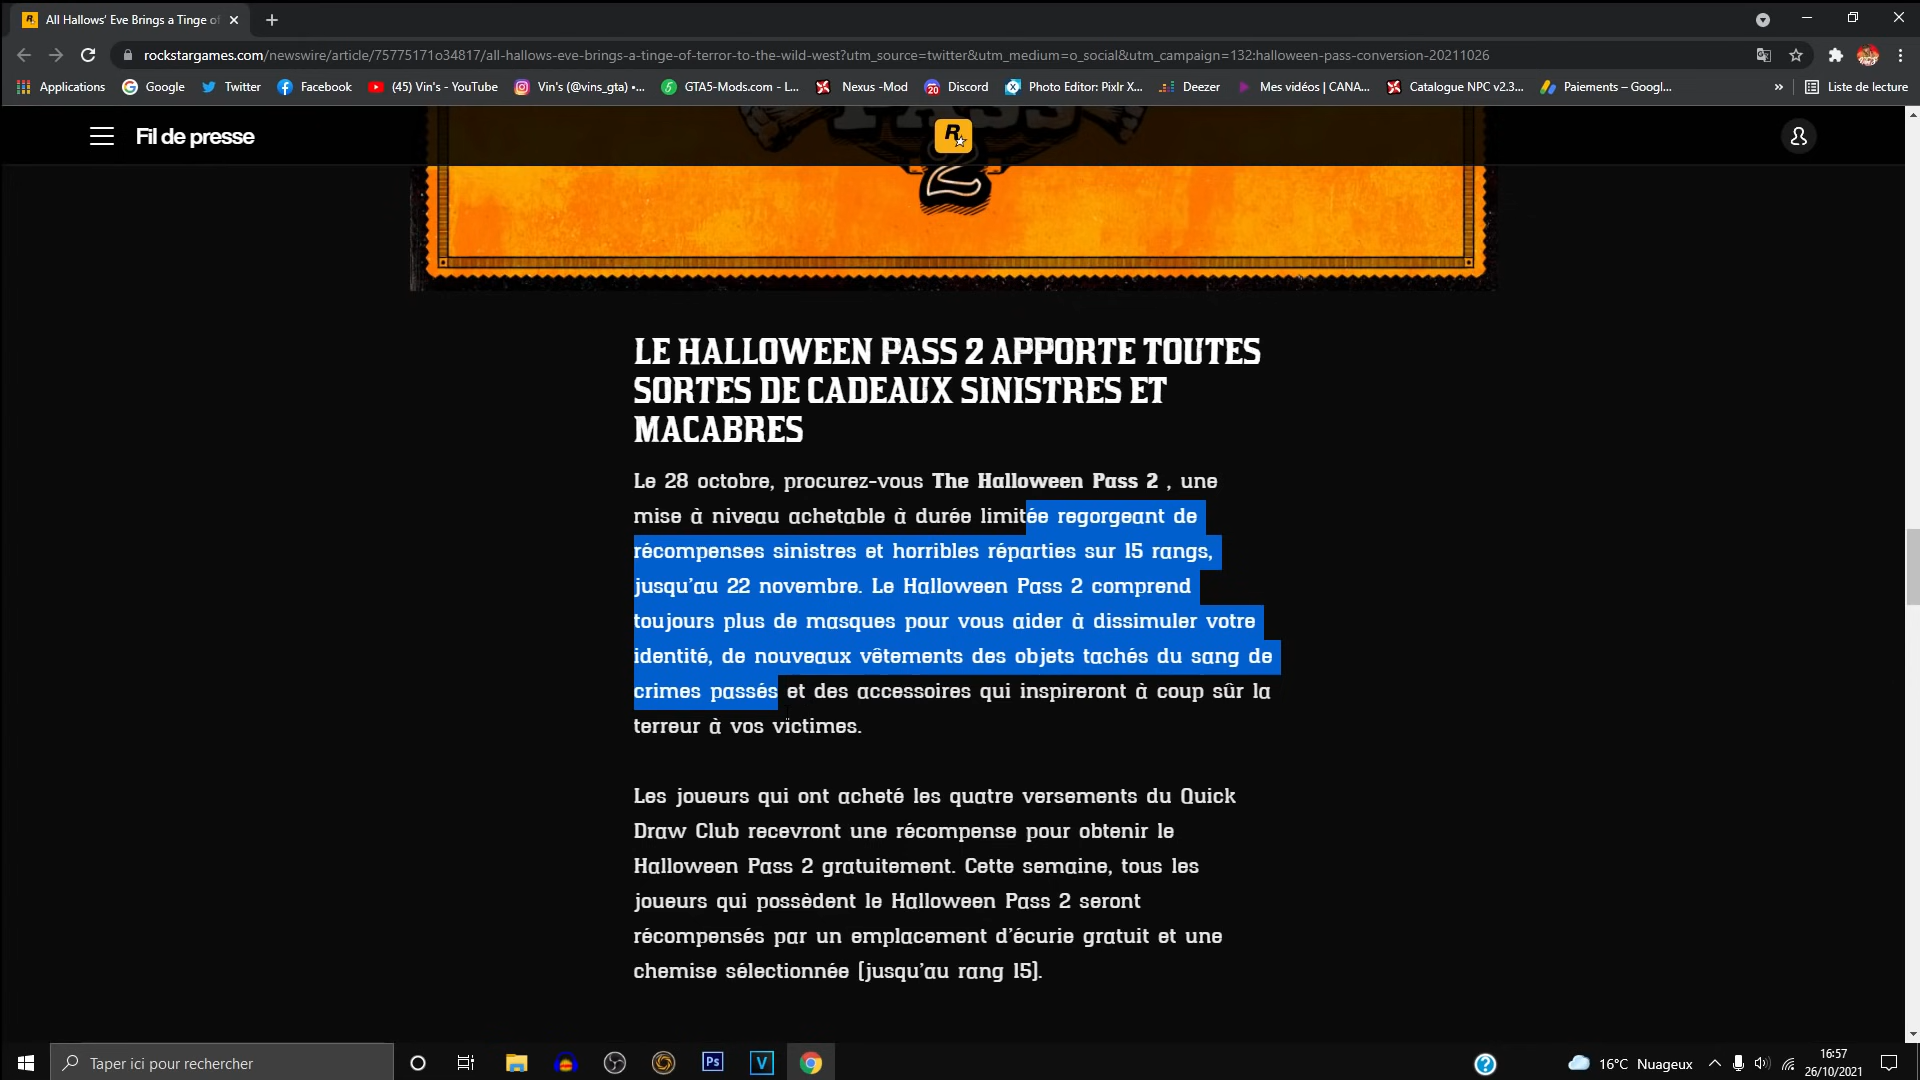 All Hallows' Eve Brings a Tinge of
rockstargames.com/newswire/article/75775171o34817/all-hallows-eve-brings-a-tinge-of-terror-to-the-wild-west?utm_source=twitter&utm_medium=o_social&utm_campaign=132:halloween-pass-conversion-20211026
Applications Google Twitter Facebook (45) Vin's - YouTube Vin's (@vins_gta) •... GTA5-Mods.com - L... Nexus -Mod 20 Discord Photo Editor: Pixlr X... Deezer Mes vidéos | CANA... Catalogue NPC v2.3... Paiements – Googl... » Liste de lecture
Fil de presse
PASS
2
LE HALLOWEEN PASS 2 APPORTE TOUTES
SORTES DE CADEAUX SINISTRES ET
MACABRES
Le 28 octobre, procurez-vous The Halloween Pass 2 , une
mise à niveau achetable à durée limitée regorgeant de
récompenses sinistres et horribles réparties sur 15 rangs,
jusqu'au 22 novembre. Le Halloween Pass 2 comprend
toujours plus de masques pour vous aider à dissimuler votre
identité, de nouveaux vêtements des objets tachés du sang de
crimes passés et des accessoires qui inspireront à coup sûr la
terreur à vos victimes.
Les joueurs qui ont acheté les quatre versements du Quick
Draw Club recevront une récompense pour obtenir le
Halloween Pass 2 gratuitement. Cette semaine, tous les
joueurs qui possèdent le Halloween Pass 2 seront
récompensés par un emplacement d'écurie gratuit et une
chemise sélectionnée [jusqu'au rang 15].
Taper ici pour rechercher
Ps
V
16°C Nuageux
16:57
26/10/2021